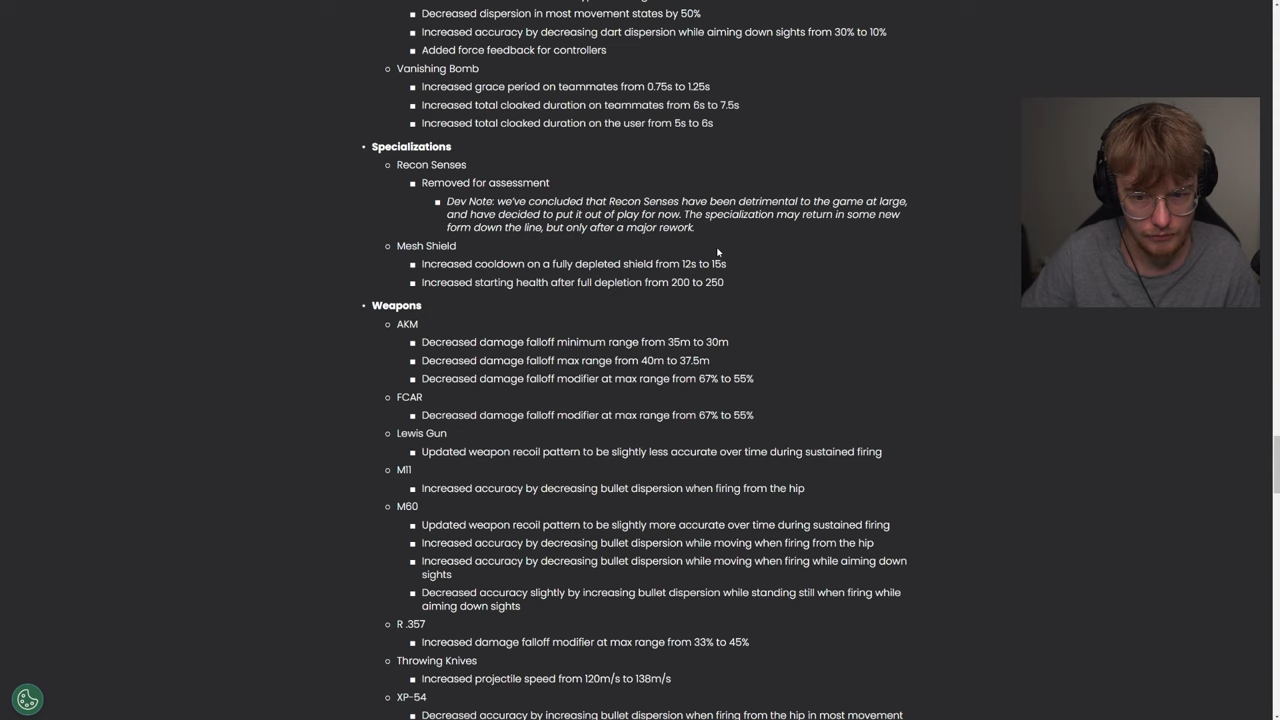 Decreased dispersion in most movement states by 50%
Increased accuracy by decreasing dart dispersion while aiming down sights from 30% to 10%
Added force feedback for controllers
Vanishing Bomb
Increased grace period on teammates from 0.75s to 1.25s
Increased total cloaked duration on teammates from 6s to 7.5s
Increased total cloaked duration on the user from 5s to 6s
Specializations
Recon Senses
Removed for assessment
Dev Note: we've concluded that Recon Senses have been detrimental to the game at large,
and have decided to put it out of play for now. The specialization may return in some new
form down the line, but only after a major rework.
Mesh Shield
Increased cooldown on a fully depleted shield from 12s to 15s
Increased starting health after full depletion from 200 to 250
Weapons
AKM
Decreased damage falloff minimum range from 35m to 30m
Decreased damage falloff max range from 40m to 37.5m
Decreased damage falloff modifier at max range from 67% to 55%
FCAR
Decreased damage falloff modifier at max range from 67% to 55%
Lewis Gun
Updated weapon recoil pattern to be slightly less accurate over time during sustained firing
M11
Increased accuracy by decreasing bullet dispersion when firing from the hip
M60
Updated weapon recoil pattern to be slightly more accurate over time during sustained firing
Increased accuracy by decreasing bullet dispersion while moving when firing from the hip
Increased accuracy by decreasing bullet dispersion while moving when firing while aiming down
sights
Decreased accuracy slightly by increasing bullet dispersion while standing still when firing while
aiming down sights
R .357
Increased damage falloff modifier at max range from 33% to 45%
Throwing Knives
Increased projectile speed from 120m/s to 138m/s
XP-54
Decreased accuracy by increasing bullet dispersion when firing from the hip in most movement